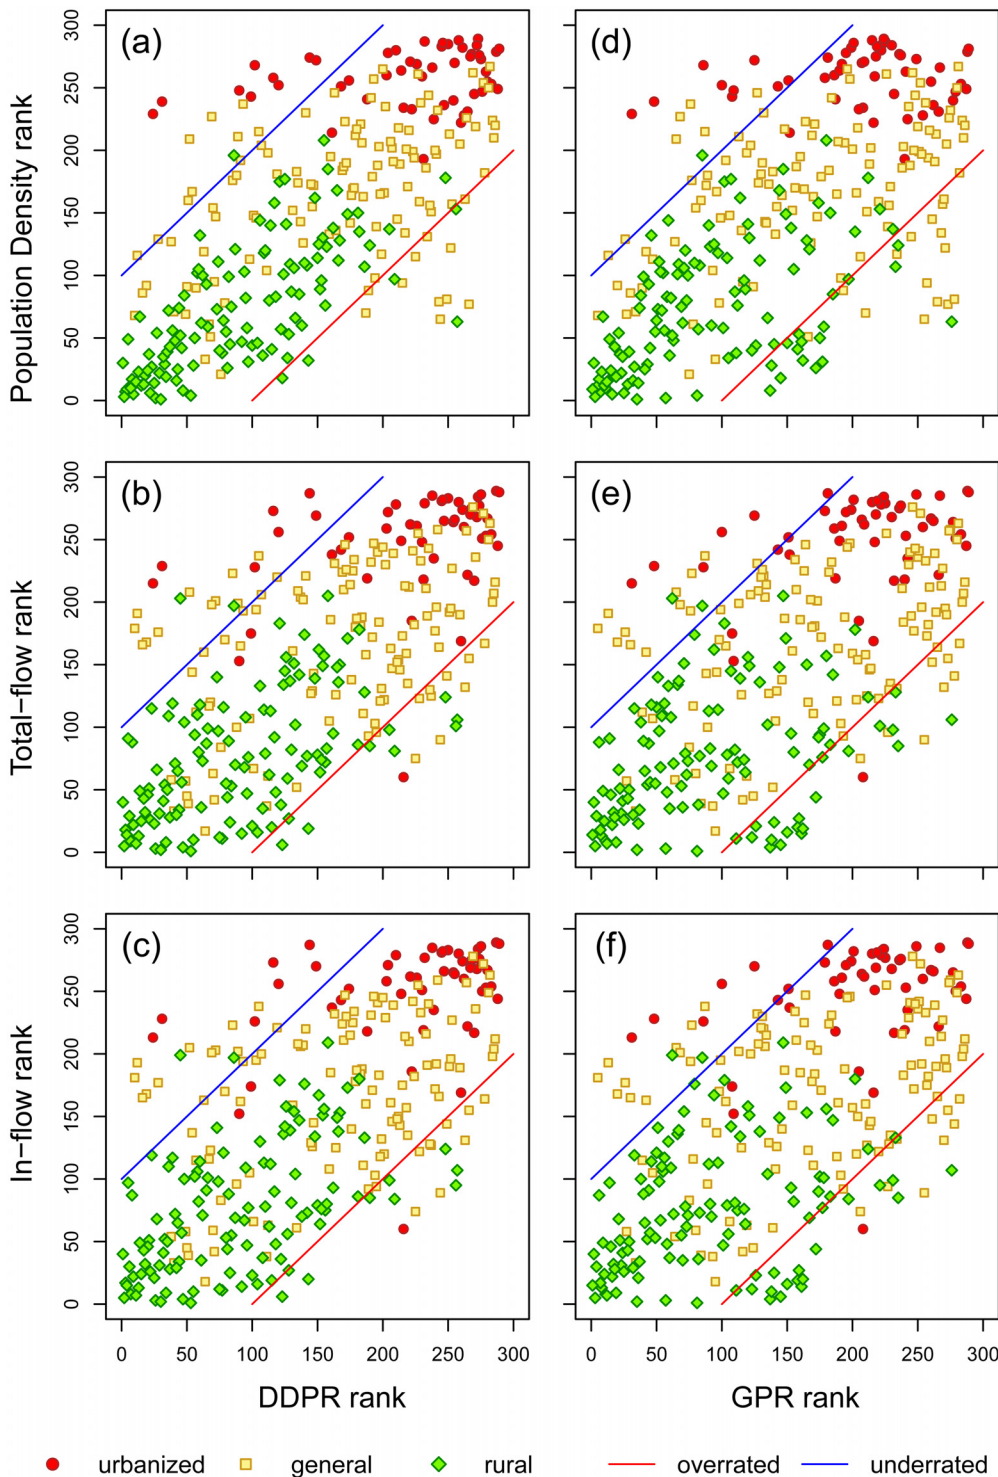 (a)
(d)
Population Density rank
0 50 100 150 200 250 300
(b)
(e)
Total-flow rank
0 50 100 150 200 250 300
(c)
(f)
In-flow rank
0 50 100 150 200 250 300
0 50 100 150 200 250 300
0 50 100 150 200 250 300
DDPR rank
GPR rank
urbanized general rural overrated underrated